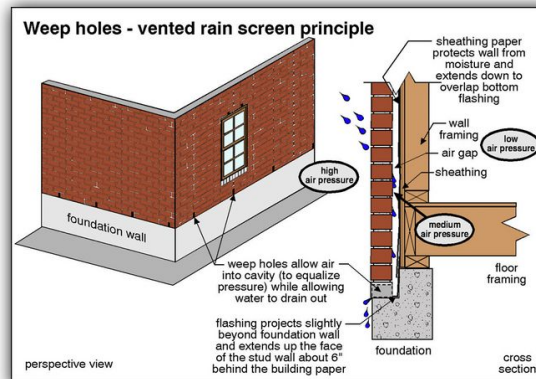 Weep holes - vented rain screen principle
sheathing paper
protects wall from
moisture and
extends down to
overlap bottom
flashing
wall
framing
low
air pressure
air gap
sheathing
high
air pressure
medium
air pressure
foundation wall
weep holes allow air
into cavity (to equalize
pressure) while allowing
water to drain out
floor
framing
flashing projects slightly
beyond foundation wall
and extends up the face
of the stud wall about 6"
behind the building paper
foundation
perspective view
cross
section